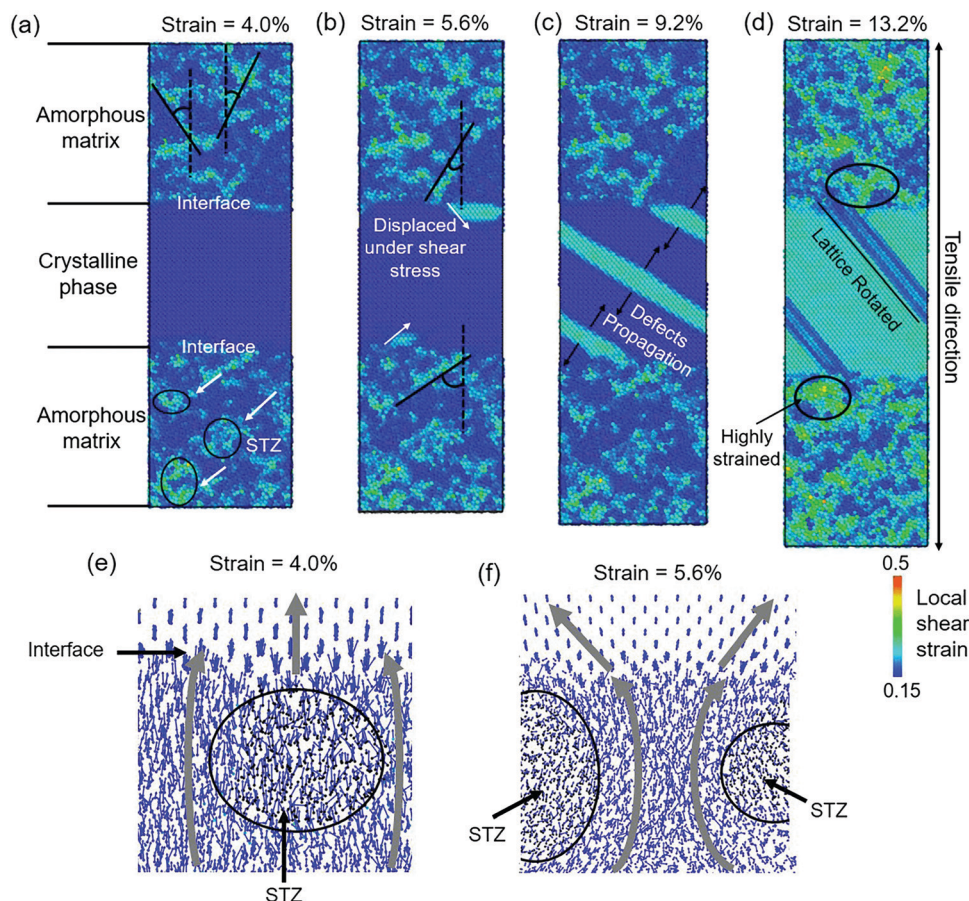 (a)
Strain = 4.0%
(b)
Strain = 5.6%
(c)
Strain = 9.2%
(d)
Strain = 13.2%
Amorphous
matrix
Interface
Crystalline
phase
Interface
Amorphous
matrix
STZ
Displaced
under shear
stress
Defects
Propagation
Lattice Rotated
Highly
strained
Tensile direction
(e)
Strain = 4.0%
Interface
STZ
(f)
Strain = 5.6%
STZ
STZ
0.5
Local
shear
strain
0.15